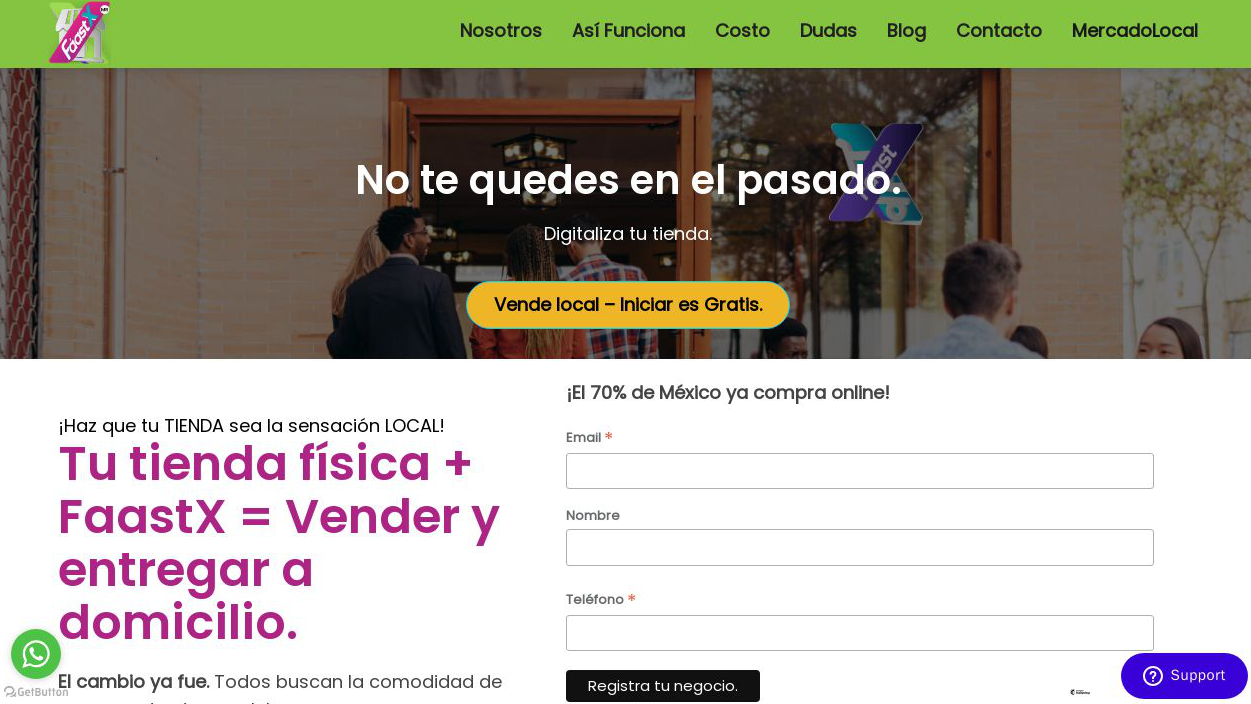 FaastX
MR
Nosotros
Así Funciona
Costo
Dudas
Blog
Contacto
MercadoLocal
No te quedes en el pasado.
Faast
Digitaliza tu tienda.
Vende local – Iniciar es Gratis.
¡Haz que tu TIENDA sea la sensación LOCAL!
Tu tienda física +
FaastX = Vender y
entregar a
domicilio.
El cambio ya fue. Todos buscan la comodidad de
¡El 70% de México ya compra online!
Email *
Nombre
Teléfono *
Registra tu negocio.
GetButton
Support